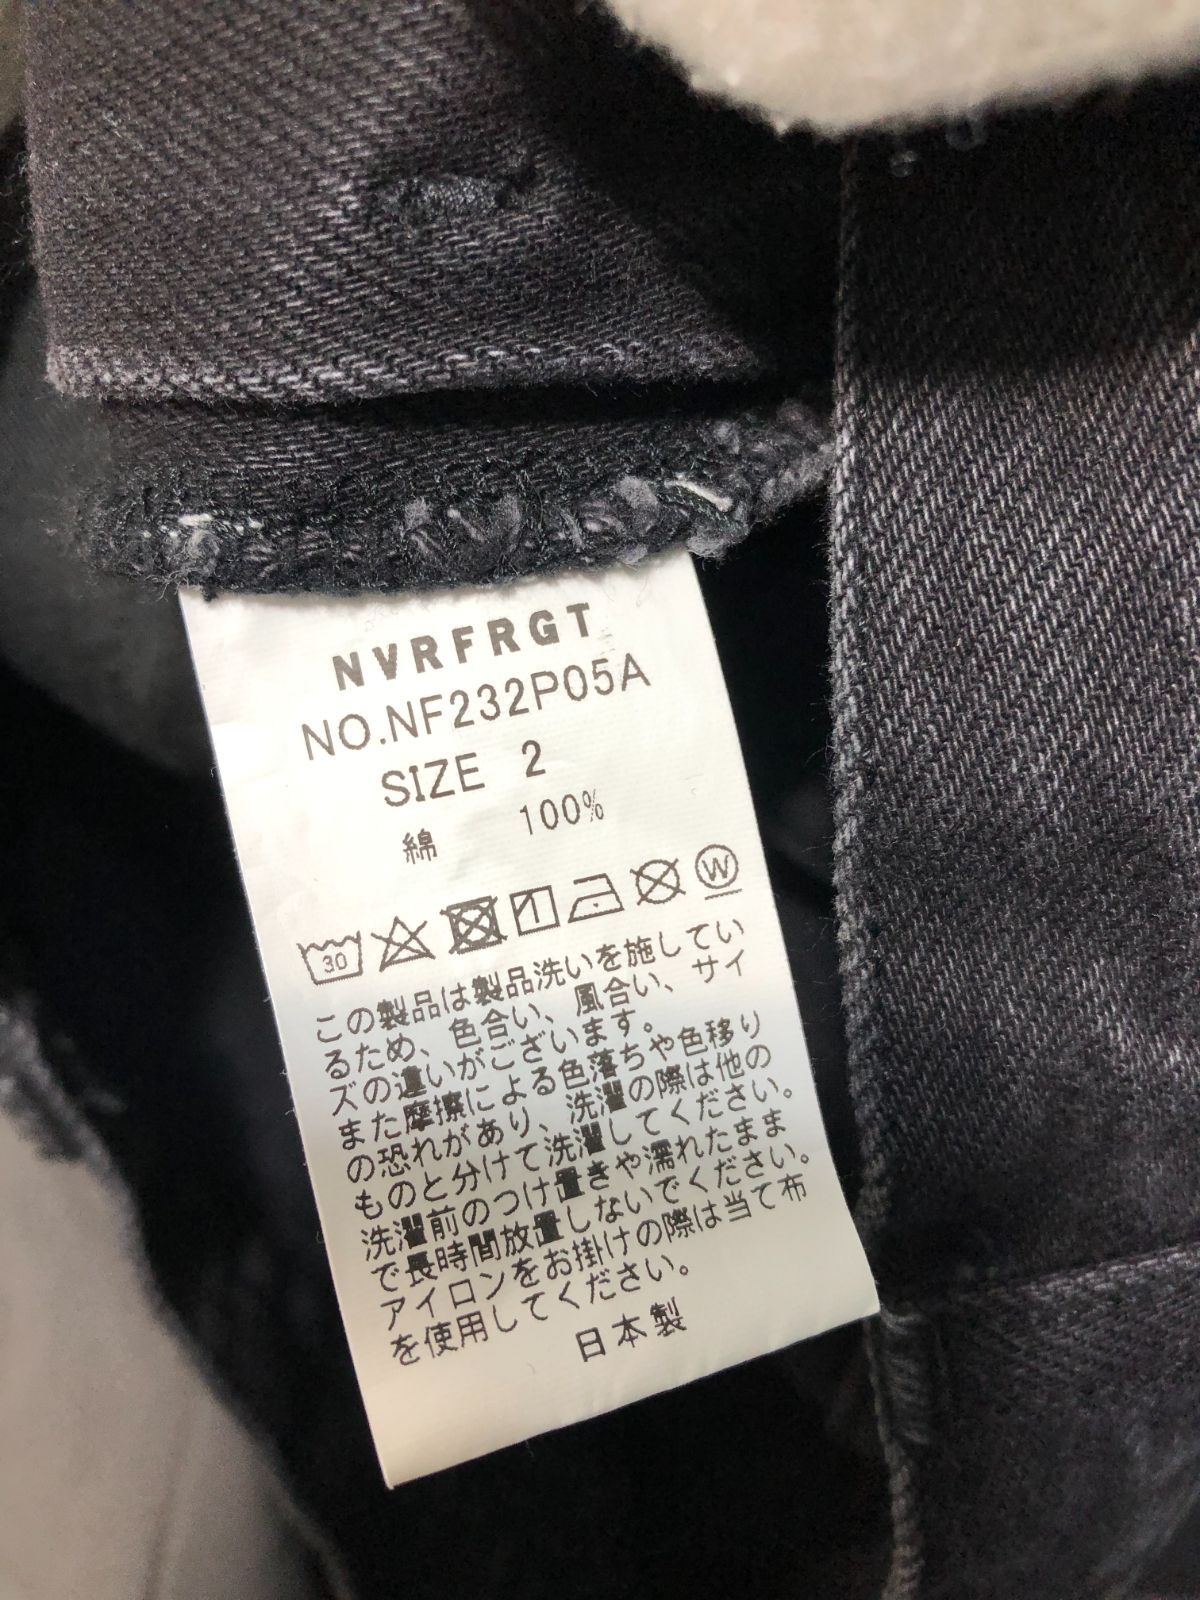 NVRFRGT
NO.NF232P05A
SIZE 2
綿 100%
30 W
この製品は製品洗いを施してい
るため、色合い、風合い、サイ
ズの違いがございます。
また摩擦による色落ちや色移り
の恐れがあり、洗濯の際は他の
ものと分けて洗濯してください。
洗濯前のつけ置きや濡れたまま
で長時間放置しないでください。
アイロンをお掛けの際は当て布
を使用してください。
日本製